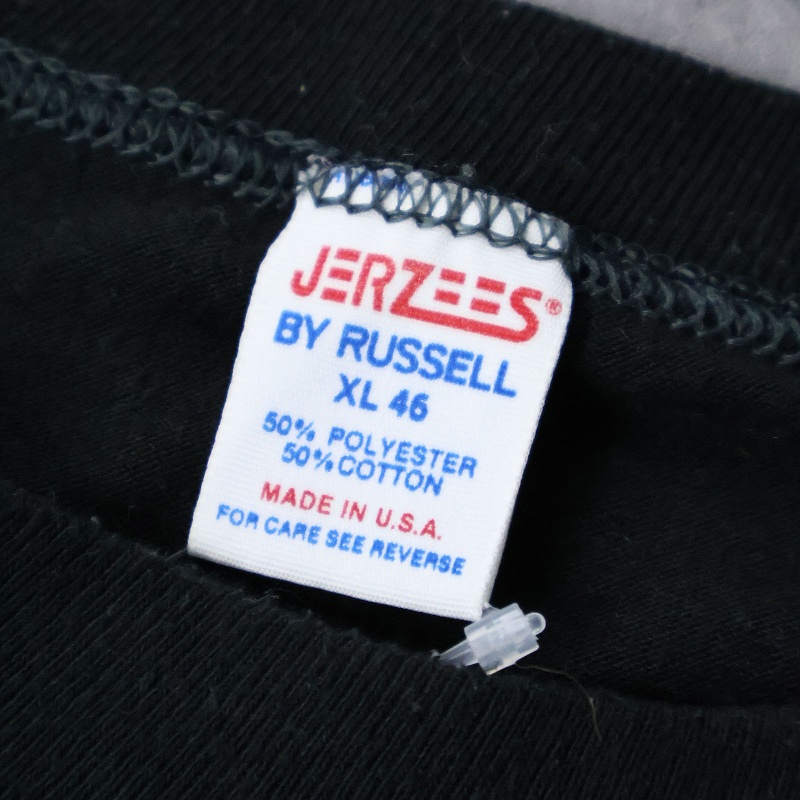 JERZEES®
BY RUSSELL
XL 46
50% POLYESTER
50% COTTON
MADE IN U.S.A.
FOR CARE SEE REVERSE